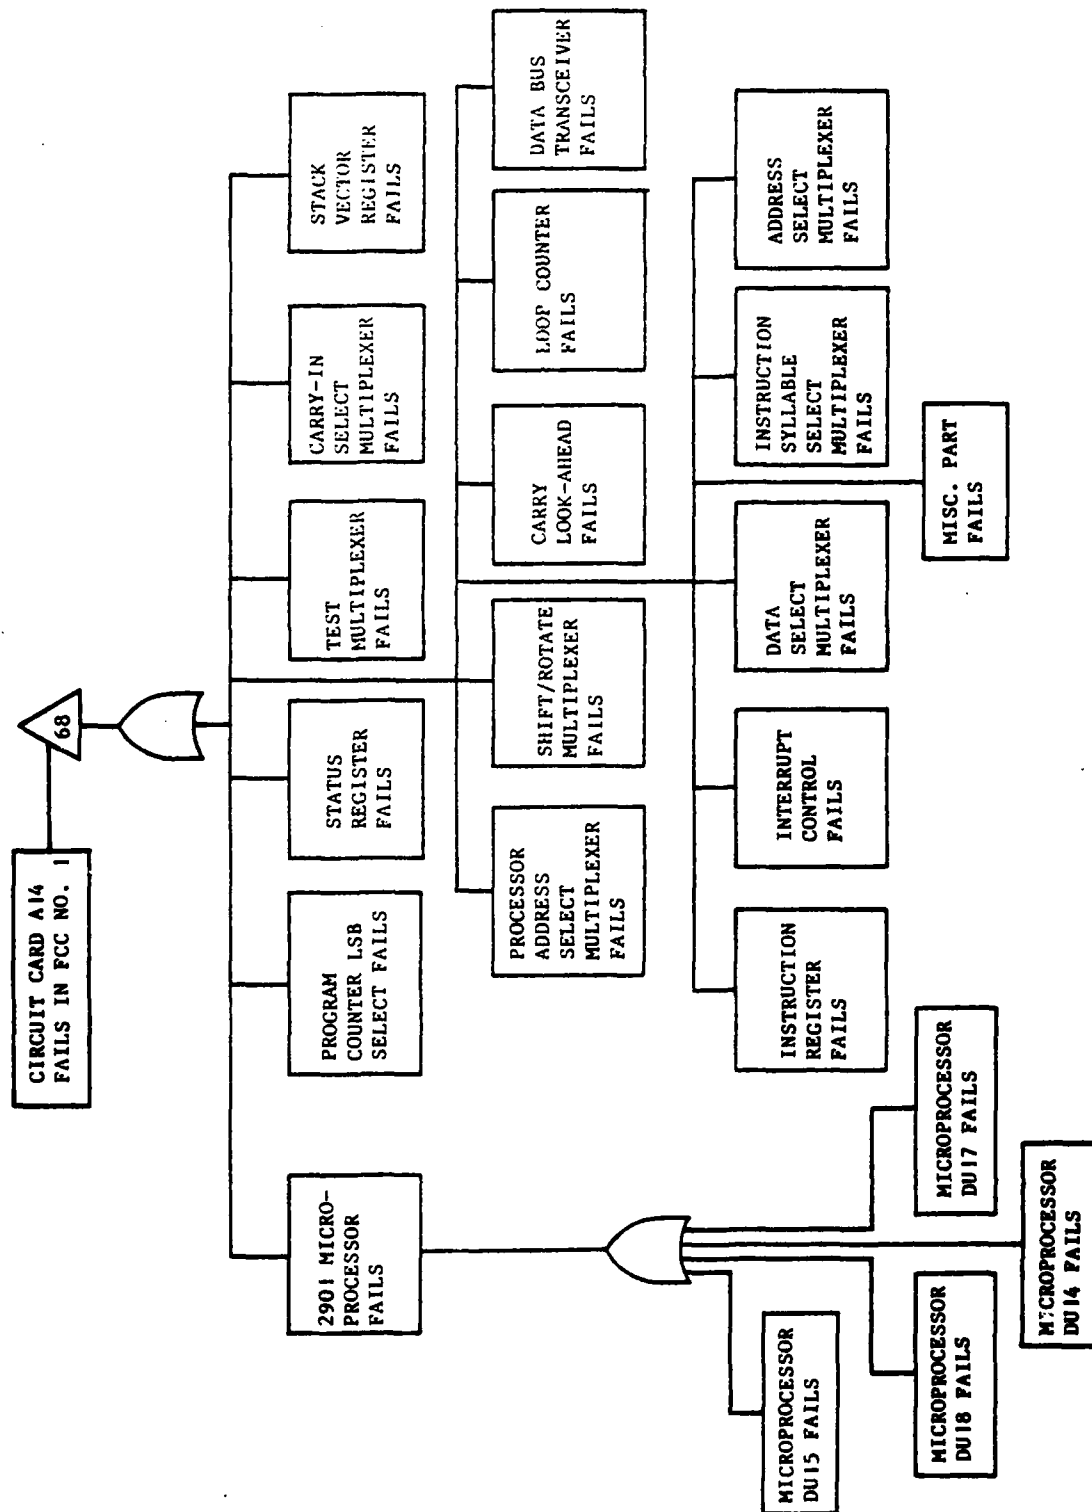 CIRCUIT CARD A14
FAILS IN FCC NO. 1
68
2901 MICRO-
PROCESSOR
FAILS
PROGRAM
COUNTER LSB
SELECT FAILS
STATUS
REGISTER
FAILS
TEST
MULTIPLEXER
FAILS
CARRY-IN
SELECT
MULTIPLEXER
FAILS
STACK
VECTOR
REGISTER
FAILS
PROCESSOR
ADDRESS
SELECT
MULTIPLEXER
FAILS
SHIFT/ROTATE
MULTIPLEXER
FAILS
CARRY
LOOK-AHEAD
FAILS
LOOP COUNTER
FAILS
DATA BUS
TRANSCEIVER
FAILS
INSTRUCTION
REGISTER
FAILS
INTERRUPT
CONTROL
FAILS
DATA
SELECT
MULTIPLEXER
FAILS
INSTRUCTION
SYLLABLE
SELECT
MULTIPLEXER
FAILS
ADDRESS
SELECT
MULTIPLEXER
FAILS
MISC. PART
FAILS
MICROPROCESSOR
DU15 FAILS
MICROPROCESSOR
DU18 FAILS
MICROPROCESSOR
DU14 FAILS
MICROPROCESSOR
DU17 FAILS